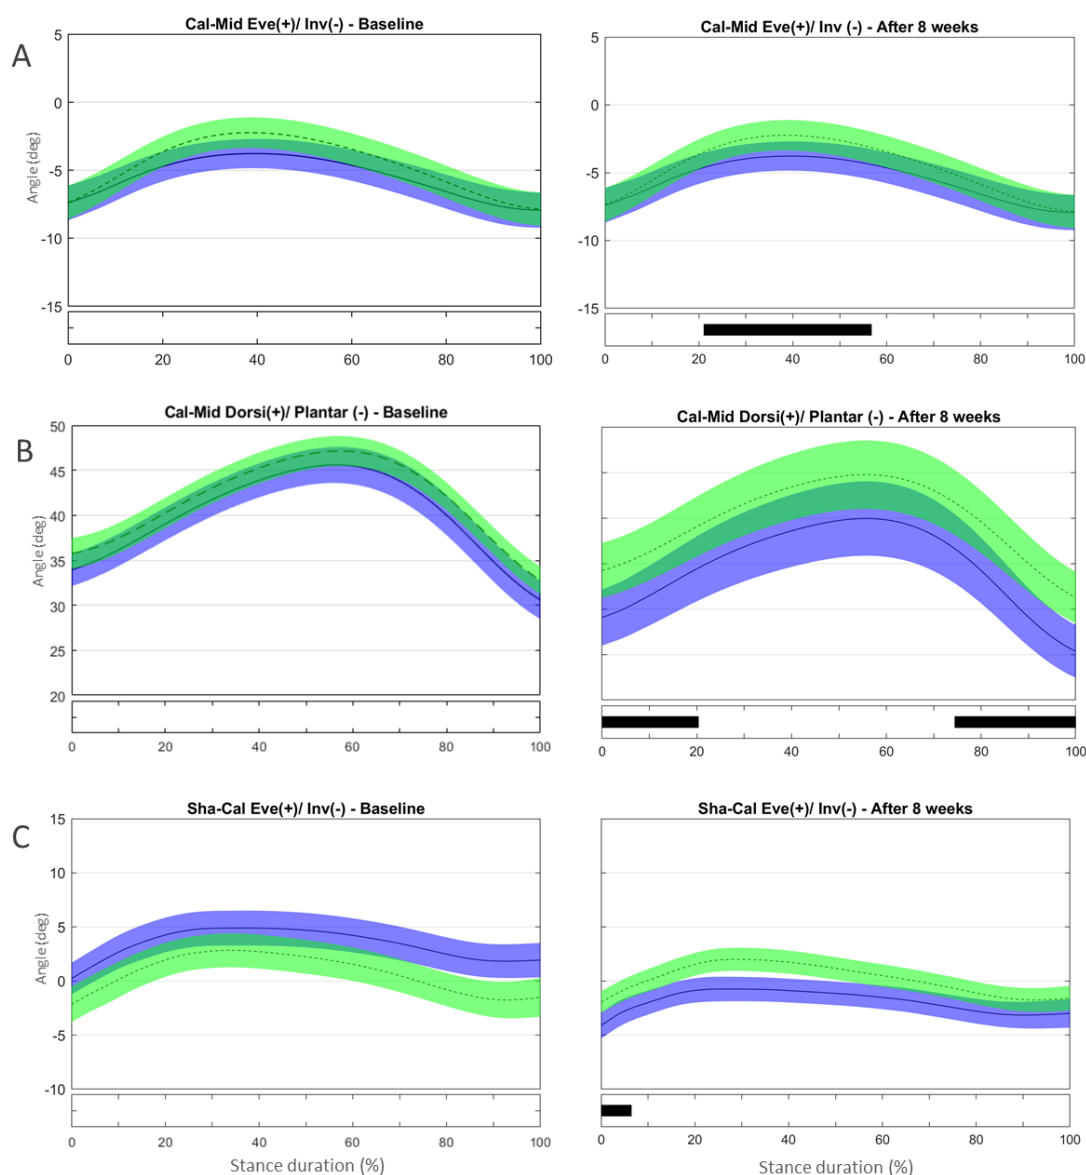 Cal-Mid Eve(+)/ Inv(-) - Baseline
Cal-Mid Eve(+)/ Inv (-) - After 8 weeks
A
Angle (deg)
5
0
-5
-10
-15
0 20 40 60 80 100
5
0
-5
-10
-15
0 20 40 60 80 100
Cal-Mid Dorsi(+)/ Plantar (-) - Baseline
Cal-Mid Dorsi(+)/ Plantar (-) - After 8 weeks
B
Angle (deg)
50
45
40
35
30
25
20
0 20 40 60 80 100
0 20 40 60 80 100
Sha-Cal Eve(+)/ Inv(-) - Baseline
Sha-Cal Eve(+)/ Inv(-) - After 8 weeks
C
Angle (deg)
15
10
5
0
-5
-10
0 20 40 60 80 100
0 20 40 60 80 100
Stance duration (%)
Stance duration (%)